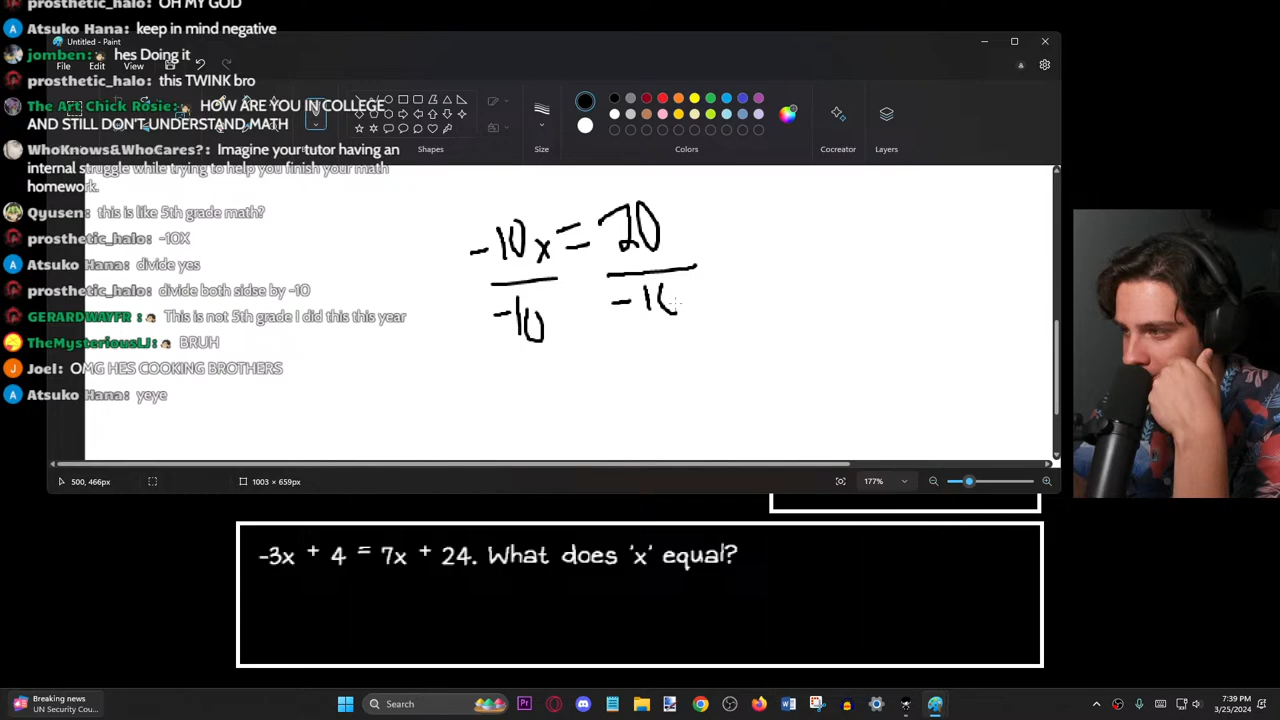 prosthetic_halo: OH MY GOD
Atsuko Hana: keep in mind negative
Untitled - Paint
jomben: hes Doing it
File Edit View
prosthetic_halo: this TWINK bro
The Art Chick Rosie: HOW ARE YOU IN COLLEGE
AND STILL DON'T UNDERSTAND MATH
Shapes Size Colors Cocreator Layers
WhoKnows&WhoCares?: Imagine your tutor having an
internal struggle while trying to help you finish your math
homework.
Qyusen: this is like 5th grade math?
prosthetic_halo: -10X
Atsuko Hana: divide yes
prosthetic_halo: divide both sidse by -10
GERARDWAYFR: This is not 5th grade I did this this year
TheMysteriousLJ: BRUH
Joel: OMG HES COOKING BROTHERS
Atsuko Hana: yeye
-10x = 20
-10 -10
500, 466px 1003 × 659px 177%
-3x + 4 = 7x + 24. What does 'x' equal?
Breaking news
UN Security Cou...
Search
7:39 PM
3/25/2024